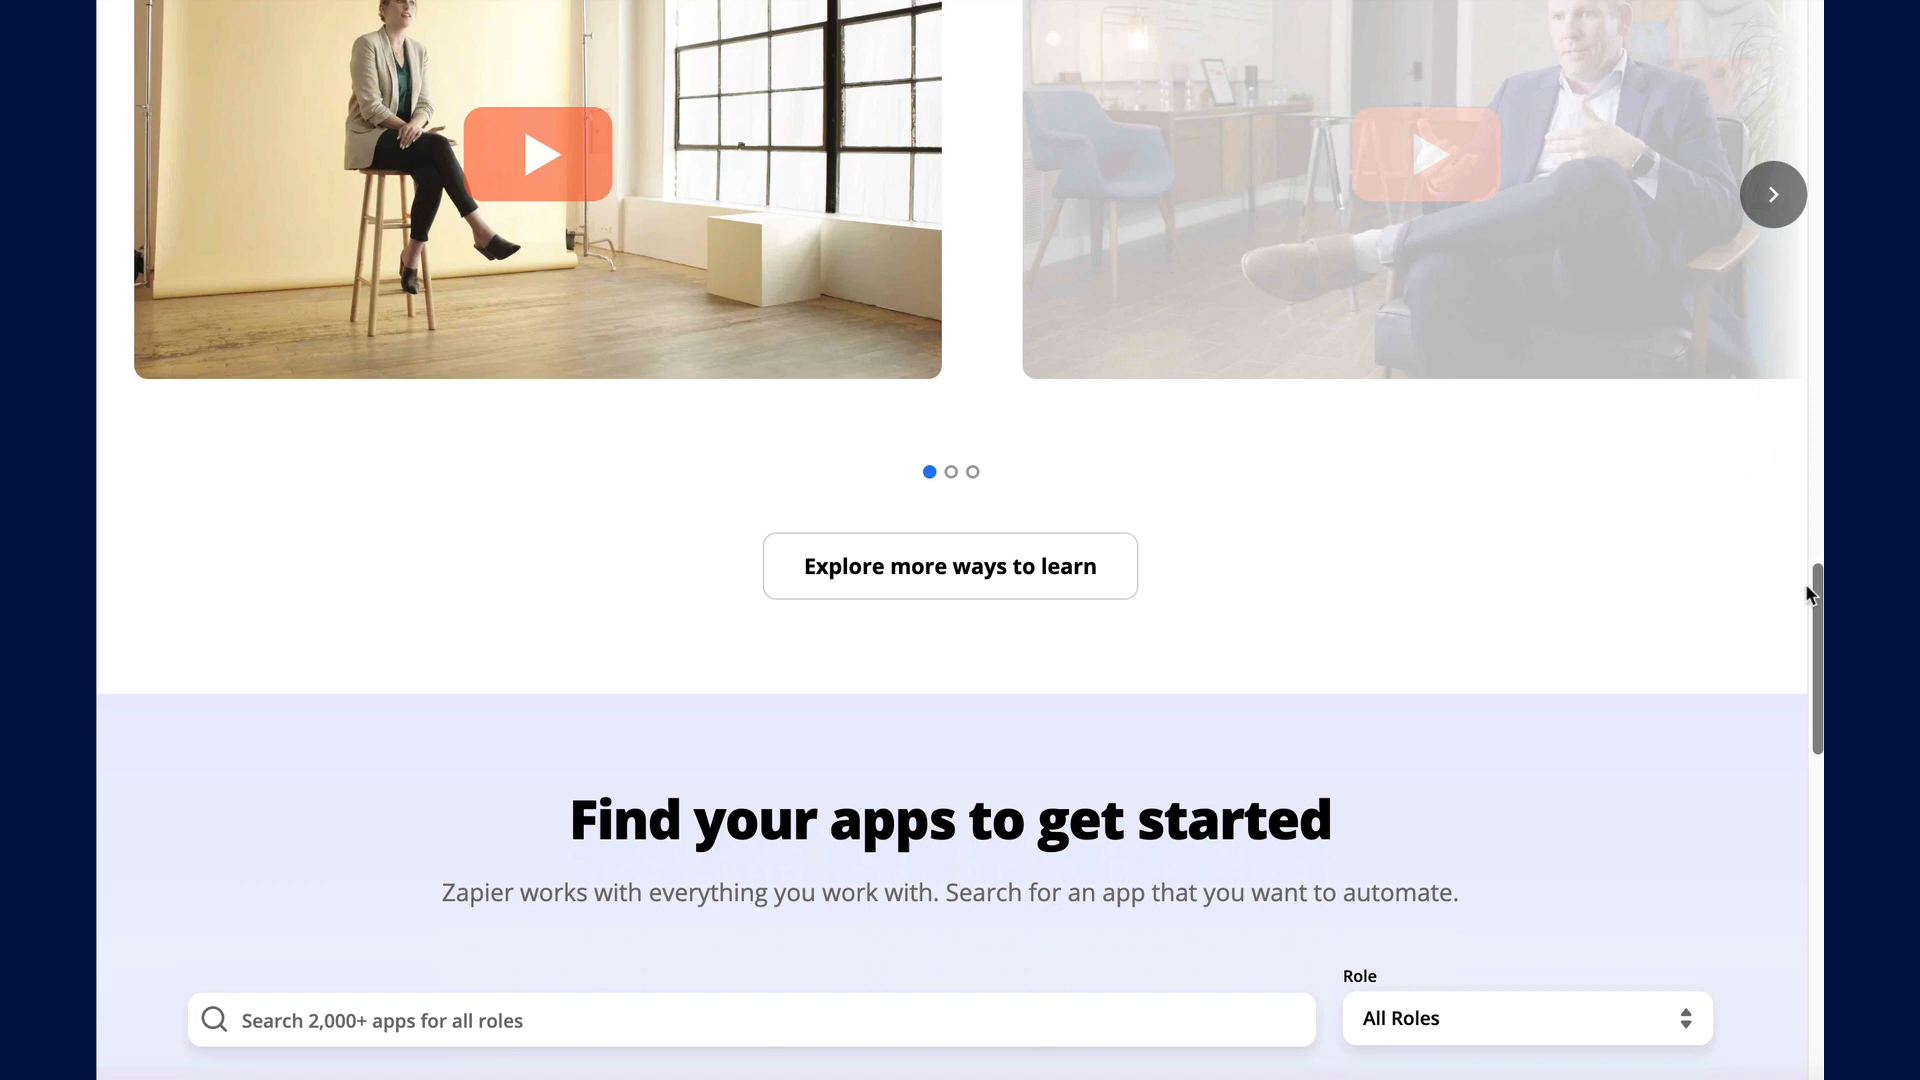 Explore more ways to learn
Find your apps to get started
Zapier works with everything you work with. Search for an app that you want to automate.
Role
Search 2,000+ apps for all roles
All Roles